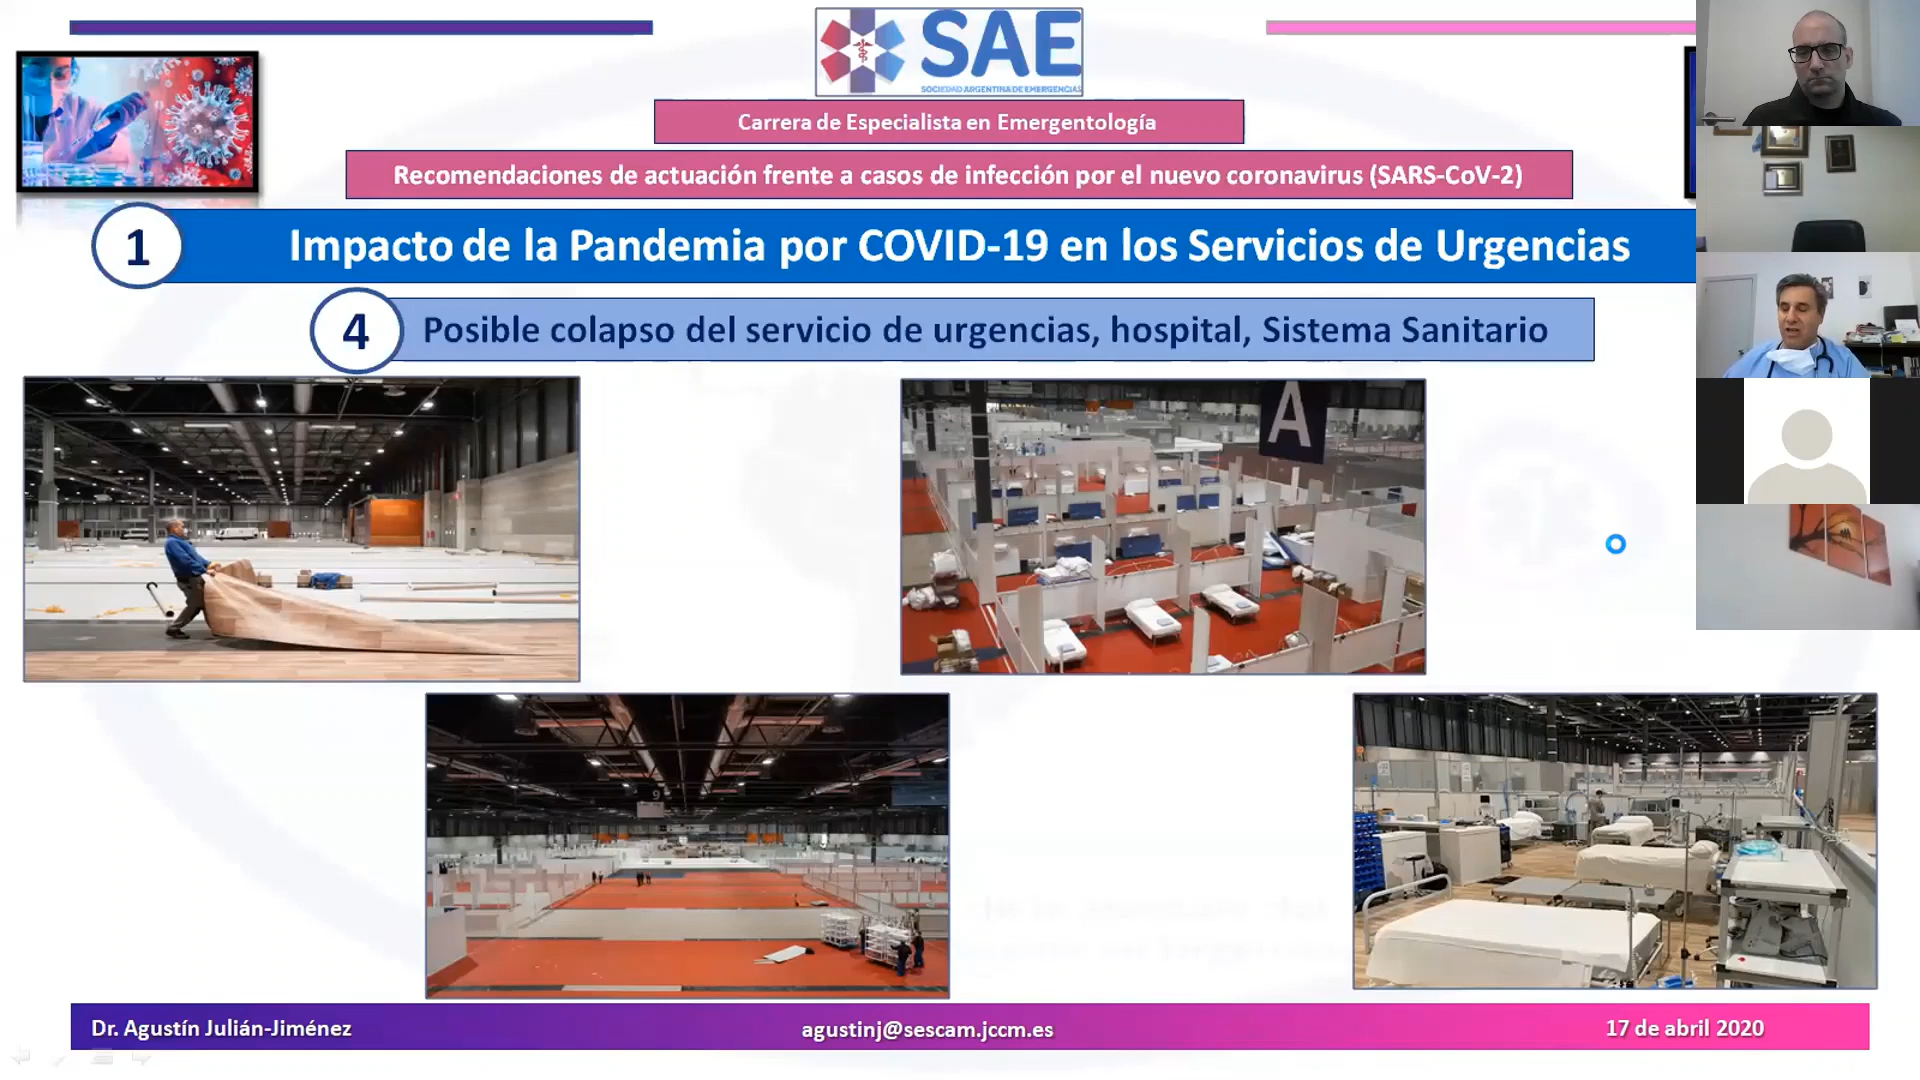 SAE
SOCIEDAD ARGENTINA DE EMERGENCIAS
Carrera de Especialista en Emergentología
Recomendaciones de actuación frente a casos de infección por el nuevo coronavirus (SARS-CoV-2)
1
Impacto de la Pandemia por COVID-19 en los Servicios de Urgencias
4
Posible colapso del servicio de urgencias, hospital, Sistema Sanitario
A
9
Dr. Agustín Julián-Jiménez
agustinj@sescam.jccm.es
17 de abril 2020